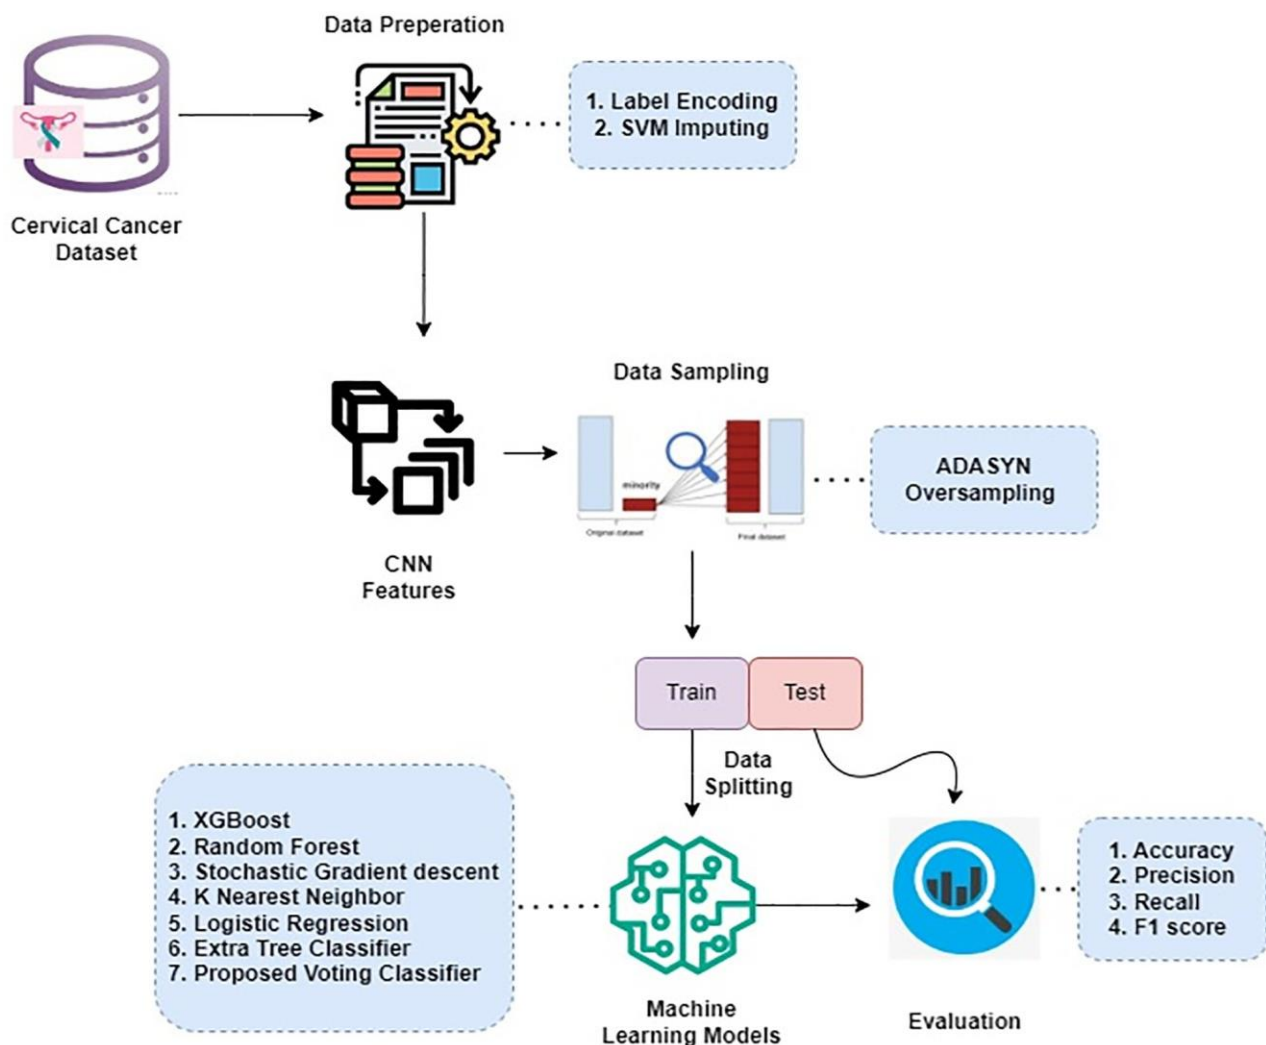 Data Preperation
1. Label Encoding
2. SVM Imputing
Cervical Cancer
Dataset
Data Sampling
minority
Original dataset
Final dataset
ADASYN
Oversampling
CNN
Features
Train
Test
Data
Splitting
1. XGBoost
2. Random Forest
3. Stochastic Gradient descent
4. K Nearest Neighbor
5. Logistic Regression
6. Extra Tree Classifier
7. Proposed Voting Classifier
1. Accuracy
2. Precision
3. Recall
4. F1 score
Machine
Learning Models
Evaluation